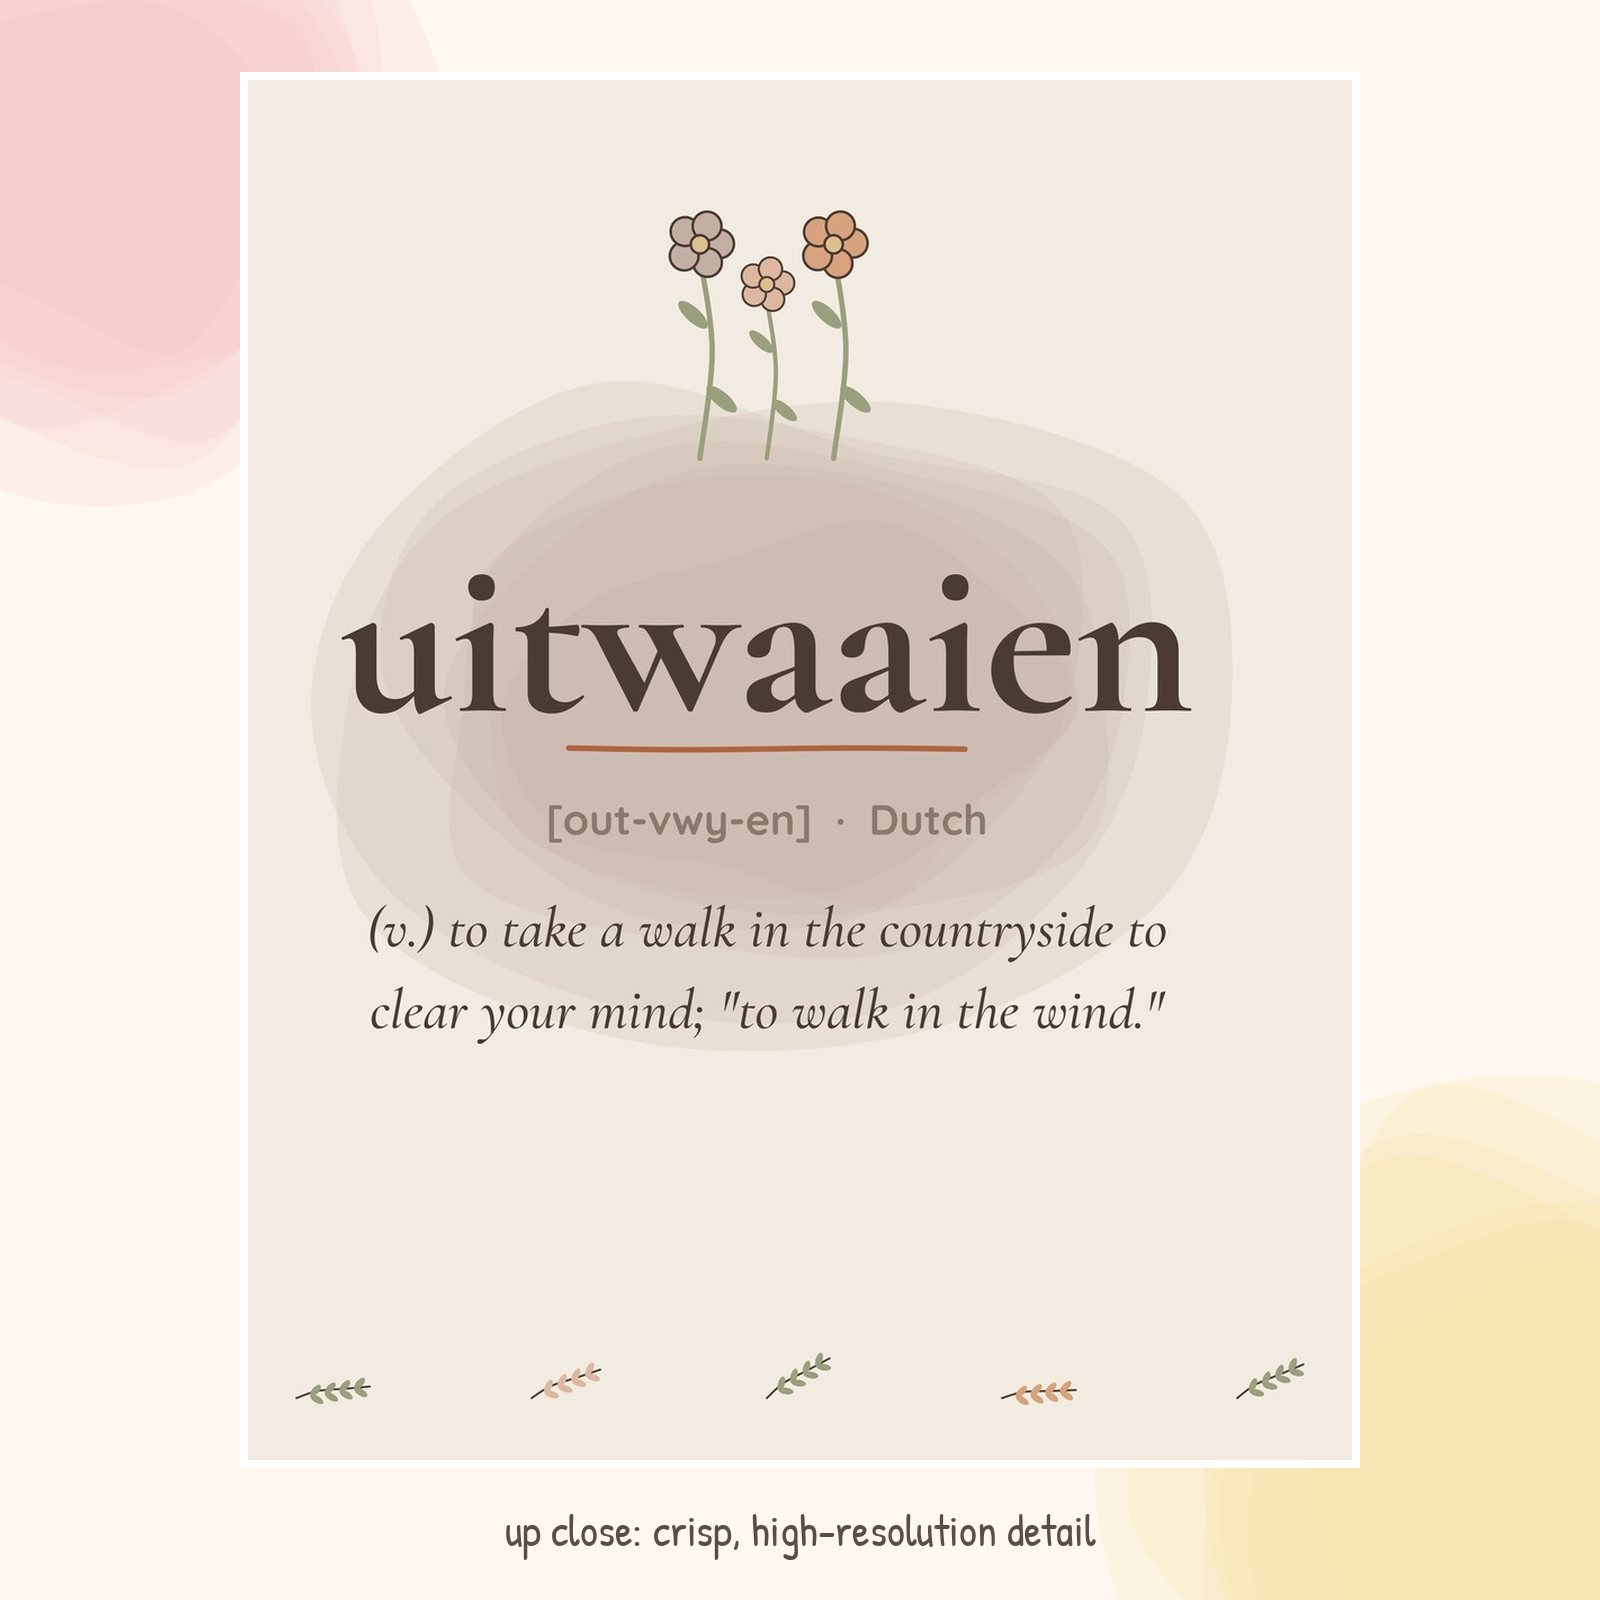 uitwaaien
[out-vwy-en] · Dutch
(v.) to take a walk in the countryside to
clear your mind; "to walk in the wind."
up close: crisp, high-resolution detail